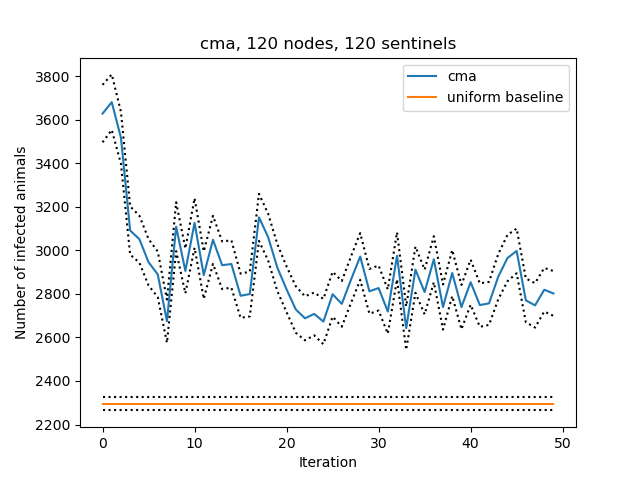 cma, 120 nodes, 120 sentinels
cma
uniform baseline
Number of infected animals
3800
3600
3400
3200
3000
2800
2600
2400
2200
0 10 20 30 40 50
Iteration